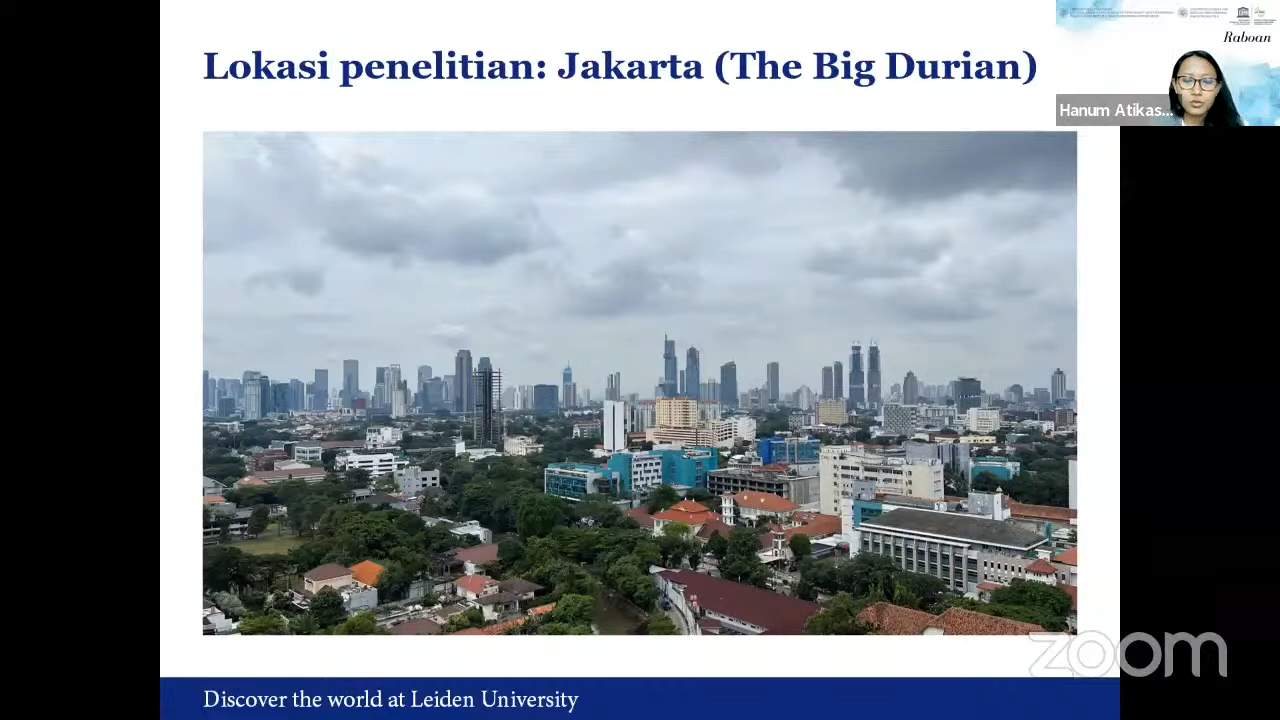 Lokasi penelitian: Jakarta (The Big Durian)
Raboan
Hanum Atikas...
zoom
Discover the world at Leiden University